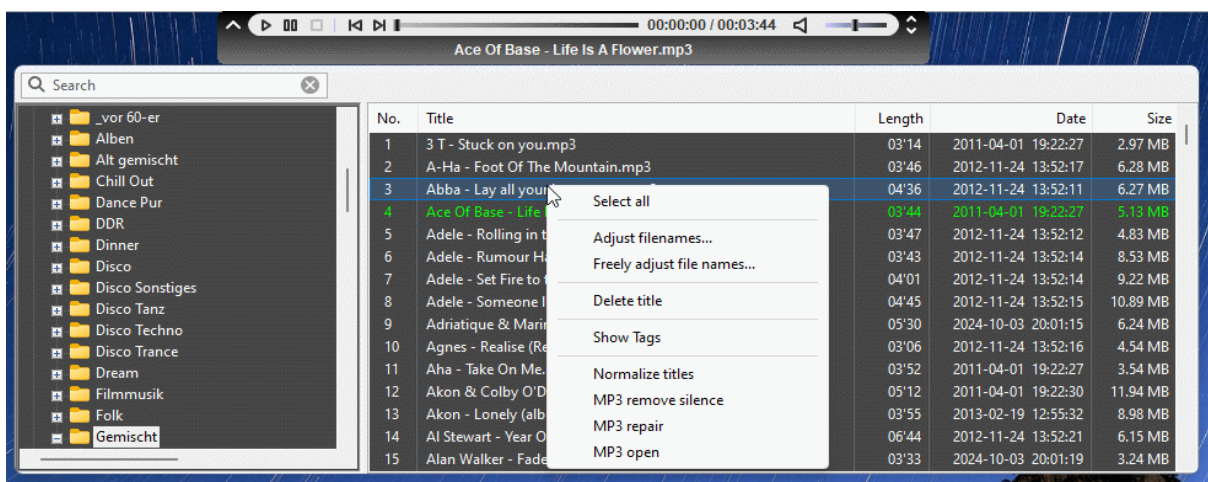 00:00:00 / 00:03:44
Ace Of Base - Life Is A Flower.mp3
Search
_vor 60-er
Alben
Alt gemischt
Chill Out
Dance Pur
DDR
Dinner
Disco
Disco Sonstiges
Disco Tanz
Disco Techno
Disco Trance
Dream
Filmmusik
Folk
Gemischt
No. Title Length Date Size
1 3 T - Stuck on you.mp3 03'14 2011-04-01 19:22:27 2.97 MB
2 A-Ha - Foot Of The Mountain.mp3 03'46 2012-11-24 13:52:17 6.28 MB
3 Abba - Lay all your 04'36 2012-11-24 13:52:11 6.27 MB
4 Ace Of Base - Life 03'44 2011-04-01 19:22:27 5.13 MB
5 Adele - Rolling in t 03'47 2012-11-24 13:52:12 4.83 MB
6 Adele - Rumour Ha 03'43 2012-11-24 13:52:14 8.53 MB
7 Adele - Set Fire to 04'01 2012-11-24 13:52:14 9.22 MB
8 Adele - Someone l 04'45 2012-11-24 13:52:15 10.89 MB
9 Adriatique & Marin 05'30 2024-10-03 20:01:15 6.24 MB
10 Agnes - Realise (Re 03'06 2012-11-24 13:52:16 4.54 MB
11 Aha - Take On Me. 03'52 2011-04-01 19:22:27 3.54 MB
12 Akon & Colby O'D 05'12 2011-04-01 19:22:30 11.94 MB
13 Akon - Lonely (alb 03'55 2013-02-19 12:55:32 8.98 MB
14 Al Stewart - Year O 06'44 2012-11-24 13:52:21 6.15 MB
15 Alan Walker - Fade 03'33 2024-10-03 20:01:19 3.24 MB
Select all
Adjust filenames...
Freely adjust file names...
Delete title
Show Tags
Normalize titles
MP3 remove silence
MP3 repair
MP3 open